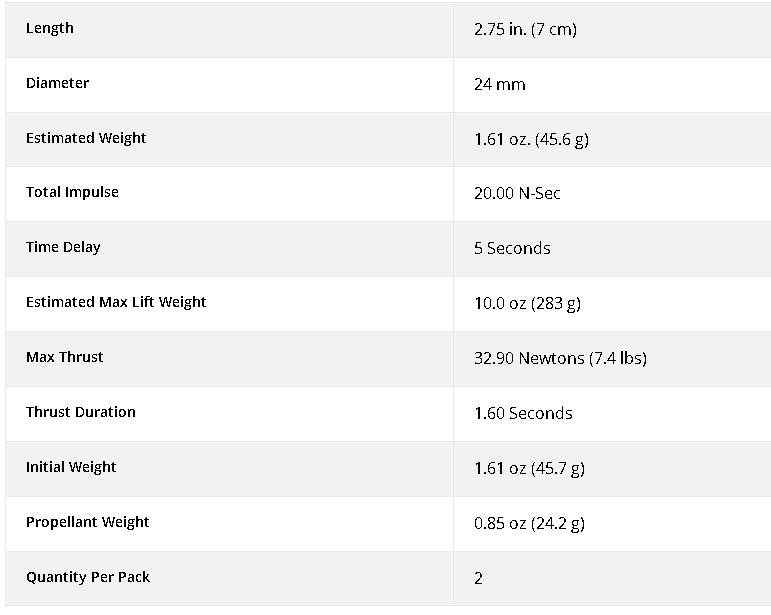 Length 2.75 in. (7 cm)
Diameter 24 mm
Estimated Weight 1.61 oz. (45.6 g)
Total Impulse 20.00 N-Sec
Time Delay 5 Seconds
Estimated Max Lift Weight 10.0 oz (283 g)
Max Thrust 32.90 Newtons (7.4 lbs)
Thrust Duration 1.60 Seconds
Initial Weight 1.61 oz (45.7 g)
Propellant Weight 0.85 oz (24.2 g)
Quantity Per Pack 2